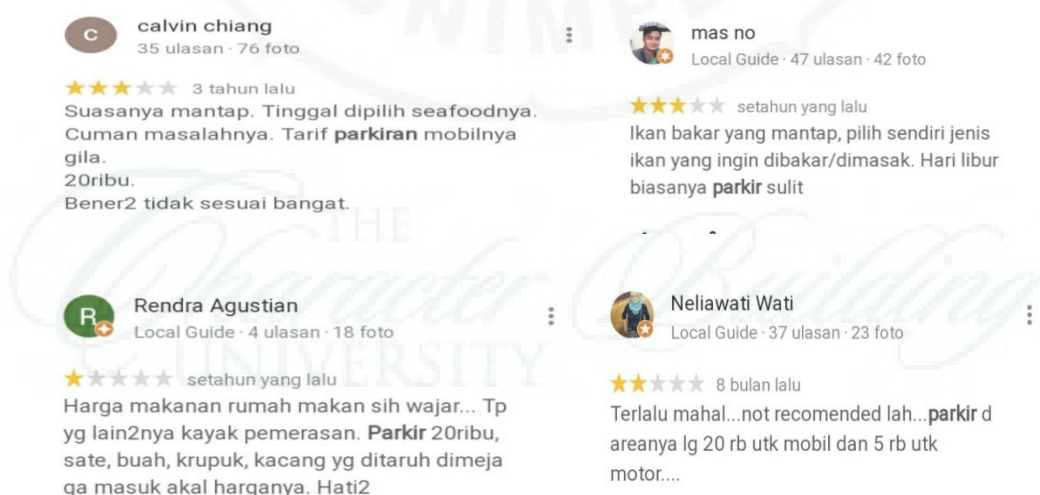 calvin chiang
35 ulasan · 76 foto
3 tahun lalu
Suasanya mantap. Tinggal dipilih seafoodnya.
Cuman masalahnya. Tarif parkiran mobilnya
gila.
20ribu.
Bener2 tidak sesuai bangat.
mas no
Local Guide · 47 ulasan · 42 foto
setahun yang lalu
Ikan bakar yang mantap, pilih sendiri jenis
ikan yang ingin dibakar/dimasak. Hari libur
biasanya parkir sulit
Rendra Agustian
Local Guide · 4 ulasan · 18 foto
setahun yang lalu
Harga makanan rumah makan sih wajar... Tp
yg lain2nya kayak pemerasan. Parkir 20ribu,
sate, buah, krupuk, kacang yg ditaruh dimeja
ga masuk akal harganya. Hati2
Neliawati Wati
Local Guide · 37 ulasan · 23 foto
8 bulan lalu
Terlalu mahal...not recomended lah...parkir d
areanya lg 20 rb utk mobil dan 5 rb utk
motor....
C
R
UNIMED
THE
Character Building
UNIVERSITY